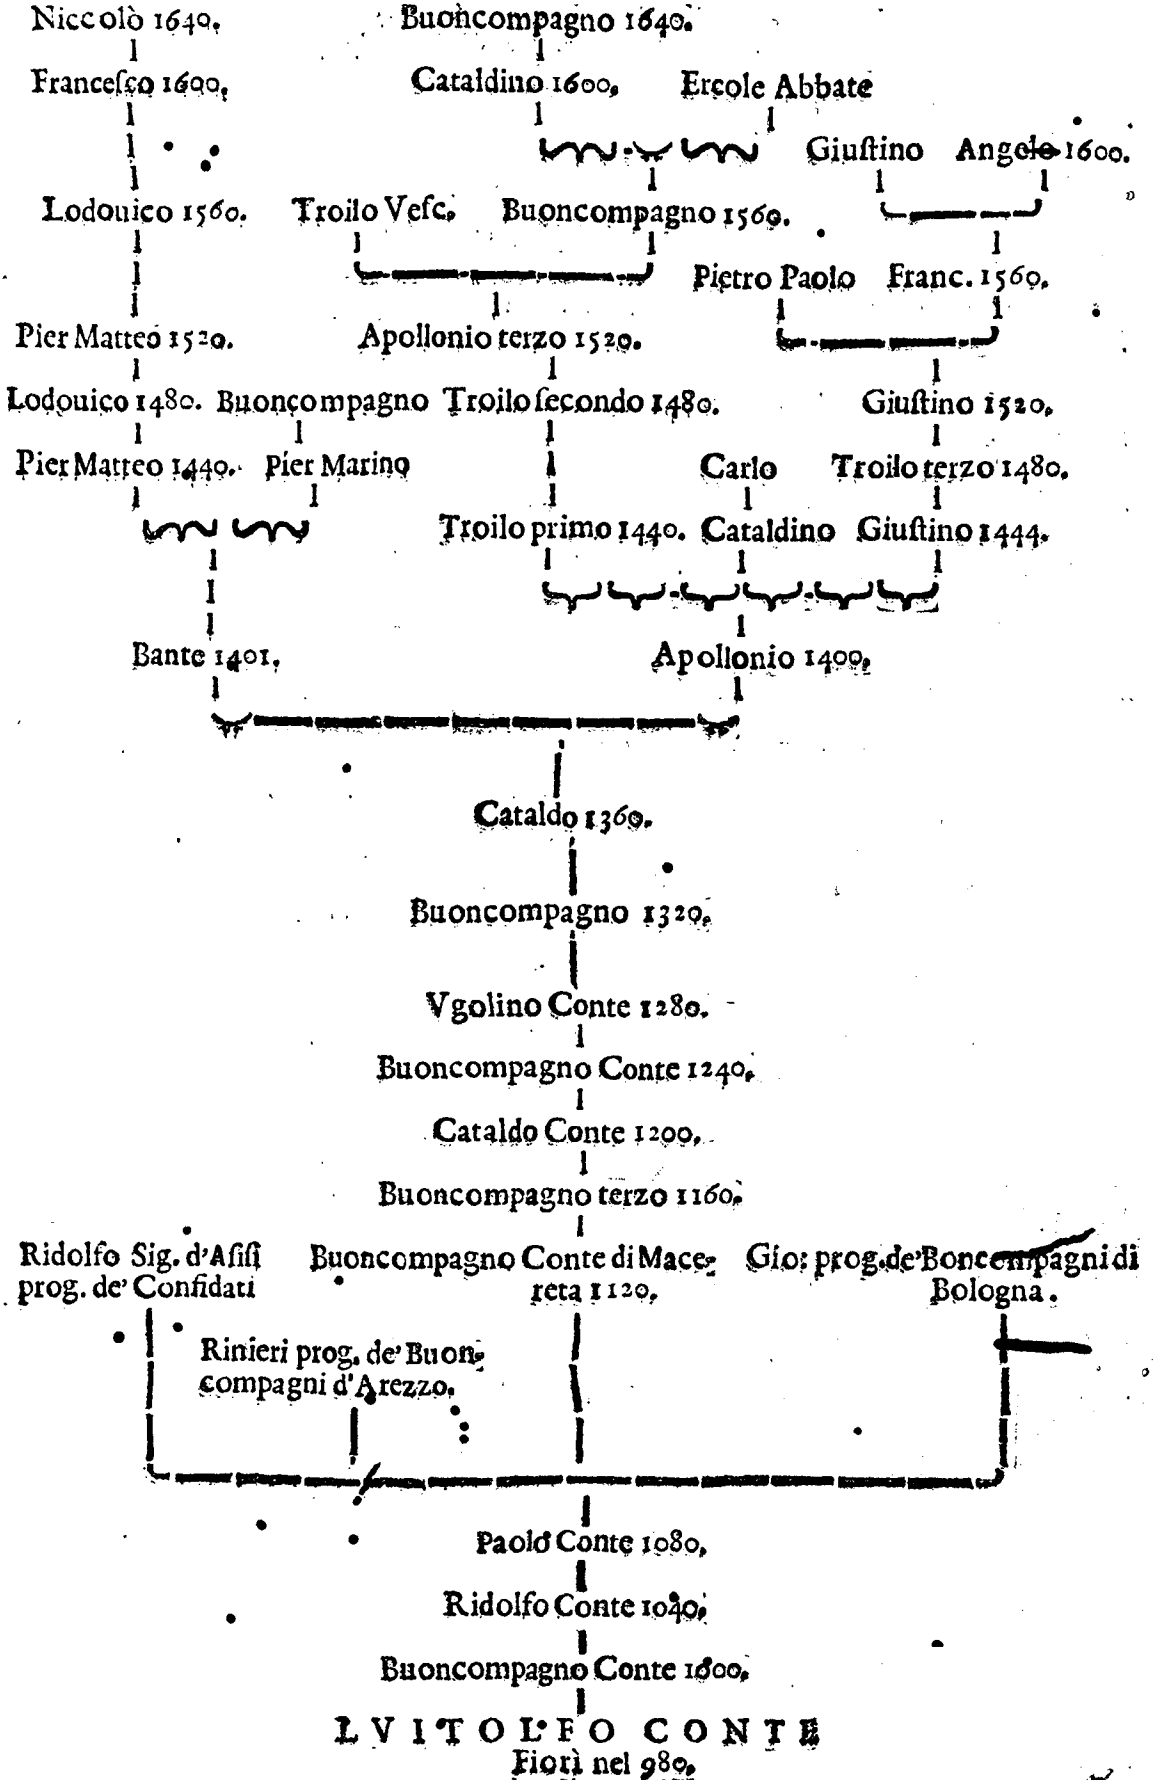 Niccolò 1640. Buoncompagno 1640.
Francesco 1600. Cataldino 1600. Ercole Abbate
Giuſtino Angelo 1600.
Lodouico 1560. Troilo Veſc. Buoncompagno 1560.
Pietro Paolo Franc. 1560.
Pier Matteo 1520. Apollonio terzo 1520.
Lodouico 1480. Buoncompagno Troilo ſecondo 1480. Giuſtino 1520.
Pier Matteo 1440. Pier Marino Carlo Troilo terzo 1480.
Troilo primo 1440. Cataldino Giuſtino 1444.
Bante 1401. Apollonio 1400.
Cataldo 1360.
Buoncompagno 1320.
Vgolino Conte 1280.
Buoncompagno Conte 1240.
Cataldo Conte 1200.
Buoncompagno terzo 1160.
Ridolfo Sig. d'Aſiſi Buoncompagno Conte di Mace- Gio: prog. de' Boncompagni di
prog. de' Confidati reta 1120. Bologna.
Rinieri prog. de' Buon-
compagni d'Arezzo.
Paolo Conte 1080.
Ridolfo Conte 1040.
Buoncompagno Conte 1600.
LVITOLFO CONTE
Fiorì nel 980.